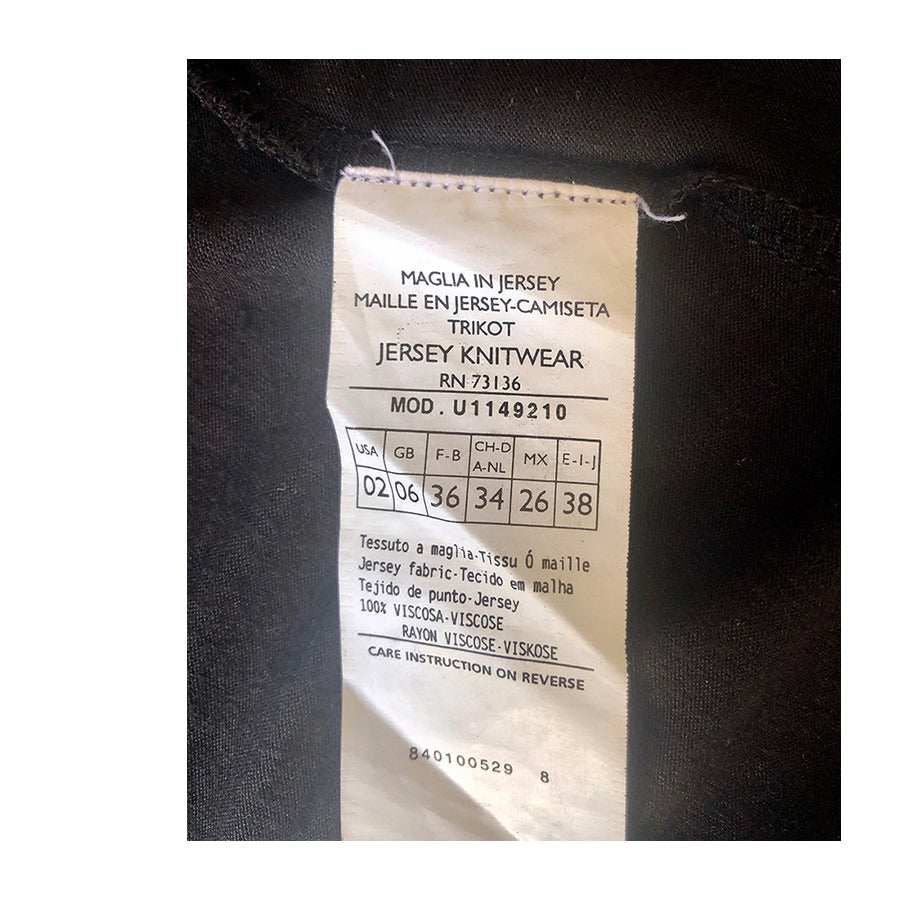 MAGLIA IN JERSEY
MAILLE EN JERSEY-CAMISETA
TRIKOT
JERSEY KNITWEAR
RN 73136
MOD. U1149210
USA GB F-B CH-D A-NL MX E-I-J
02 06 36 34 26 38
Tessuto a maglia-Tissu Ó maille
Jersey fabric-Tecido em malha
Tejido de punto-Jersey
100% VISCOSA-VISCOSE
RAYON VISCOSE-VISKOSE
CARE INSTRUCTION ON REVERSE
840100529 8